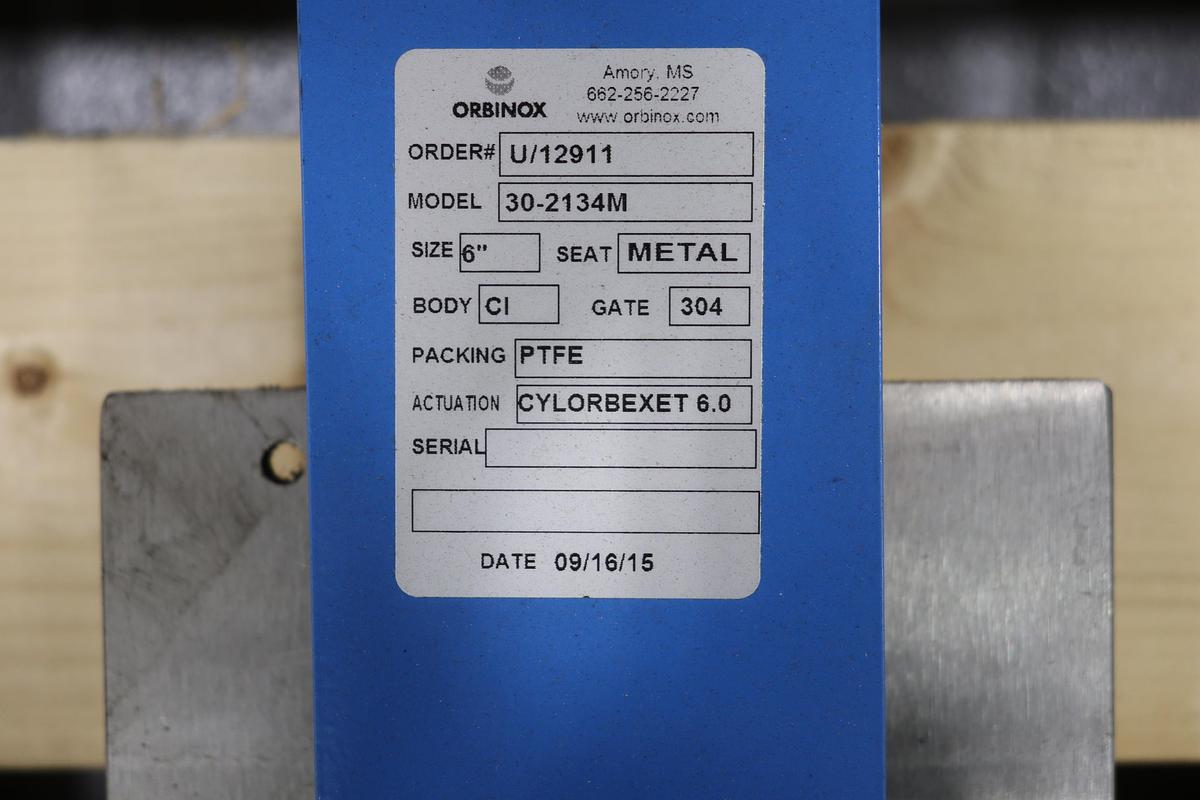 ORBINOX
Amory, MS
662-256-2227
www.orbinox.com
ORDER# U/12911
MODEL 30-2134M
SIZE 6" SEAT METAL
BODY CI GATE 304
PACKING PTFE
ACTUATION CYLORBEXET 6.0
SERIAL
DATE 09/16/15